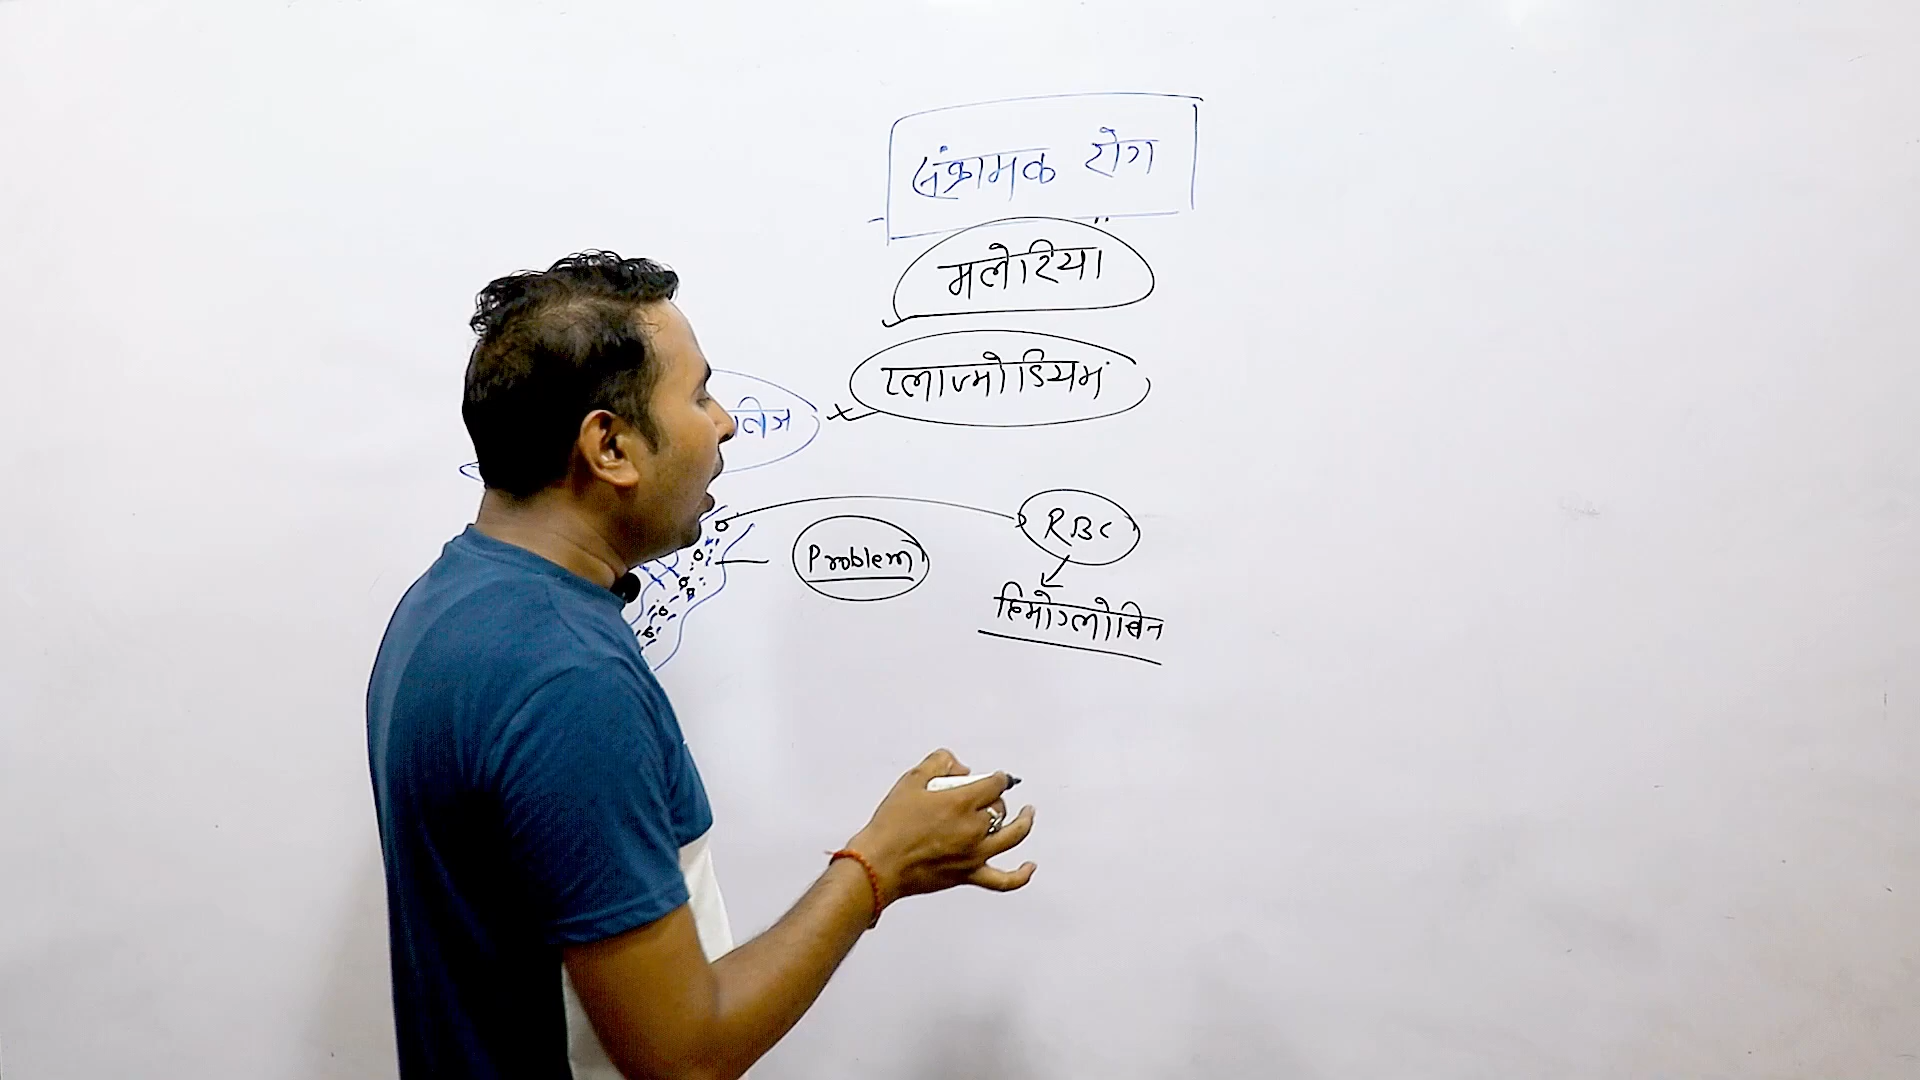 संक्रामक रोग
मलेरिया
प्लाज्मोडियम
RBC
Problem
हिमोग्लोबिन